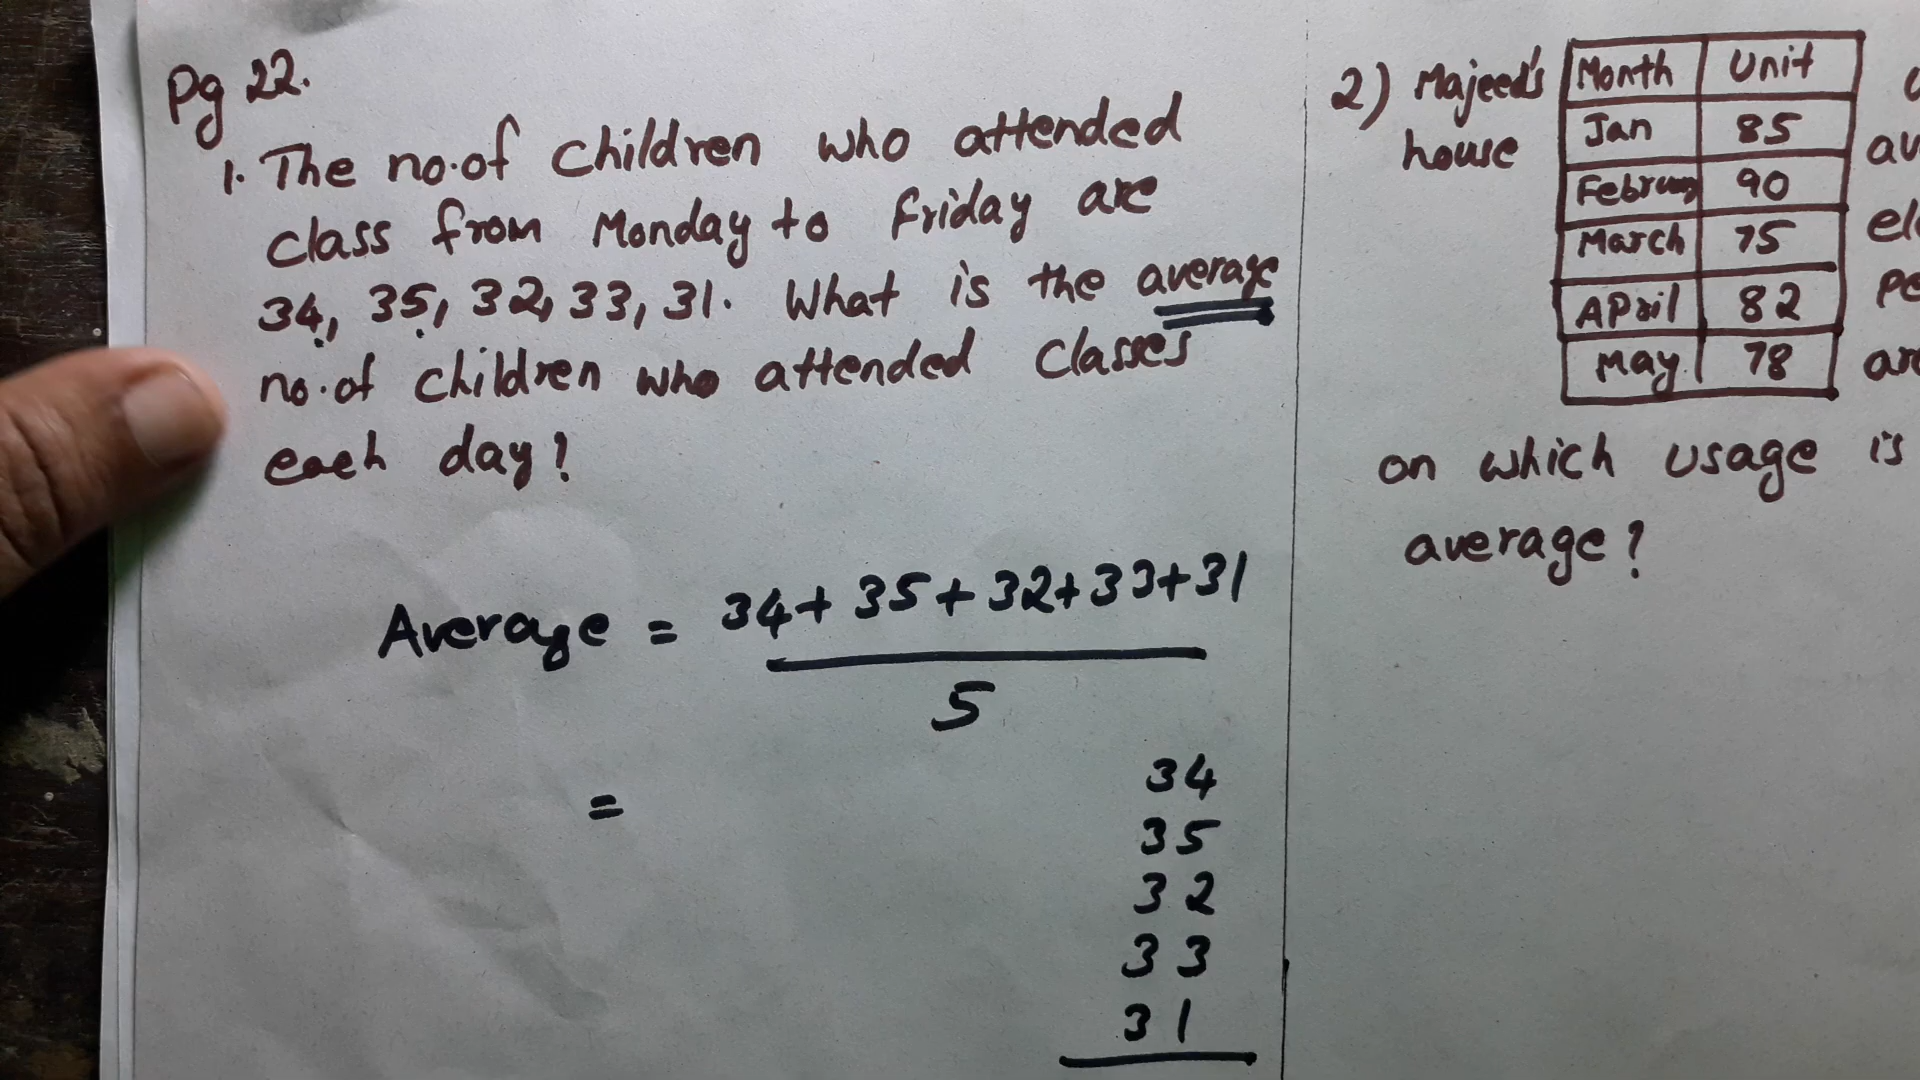 Pg 22.
1. The no.of children who attended
class from Monday to Friday are
34, 35, 32, 33, 31. What is the average
no.of children who attended classes
each day?
Average = 34+ 35+32+33+31
5
=
34
35
32
33
31
2) Majeed's
house
Month Unit
Jan 85
February 90
March 75
April 82
May 78
on which usage is
average?